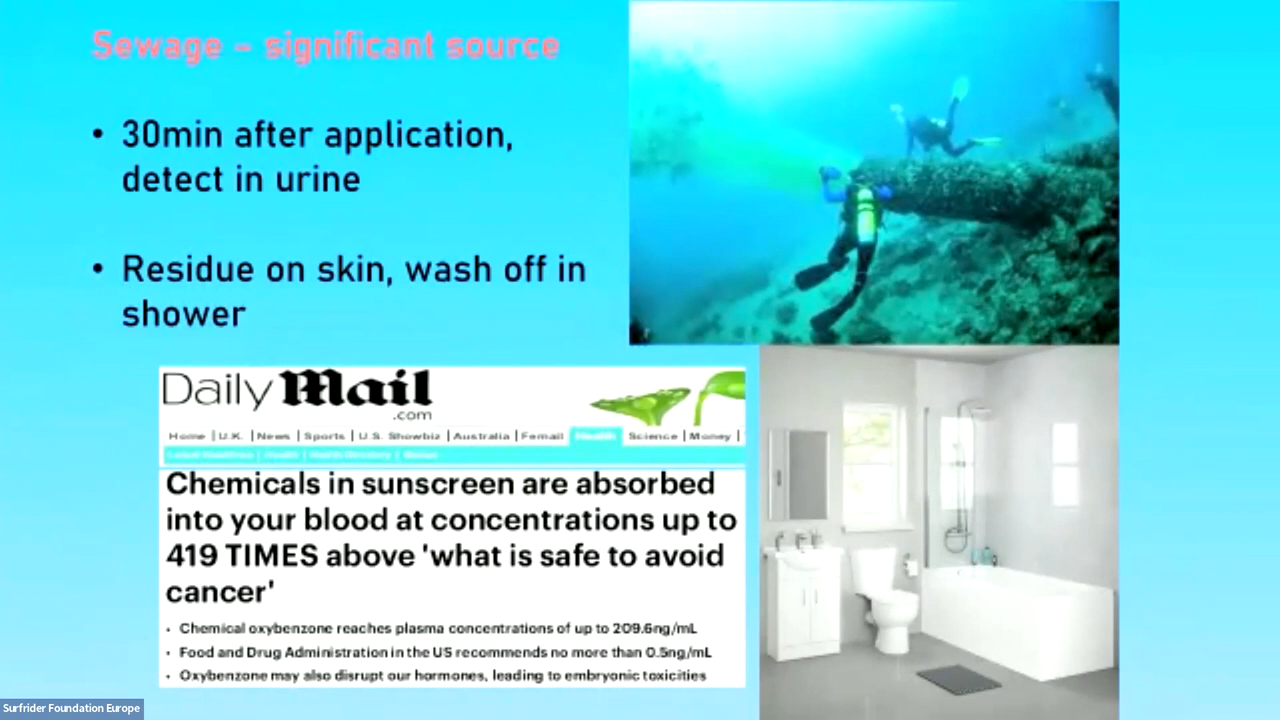 Sewage – significant source
• 30min after application,
detect in urine
• Residue on skin, wash off in
shower
Daily Mail
.com
Home | U.K. | News | Sports | U.S. Showbiz | Australia | Femail | Health | Science | Money |
Chemicals in sunscreen are absorbed
into your blood at concentrations up to
419 TIMES above 'what is safe to avoid
cancer'
• Chemical oxybenzone reaches plasma concentrations of up to 209.6ng/mL
• Food and Drug Administration in the US recommends no more than 0.5ng/mL
• Oxybenzone may also disrupt our hormones, leading to embryonic toxicities
Surfrider Foundation Europe